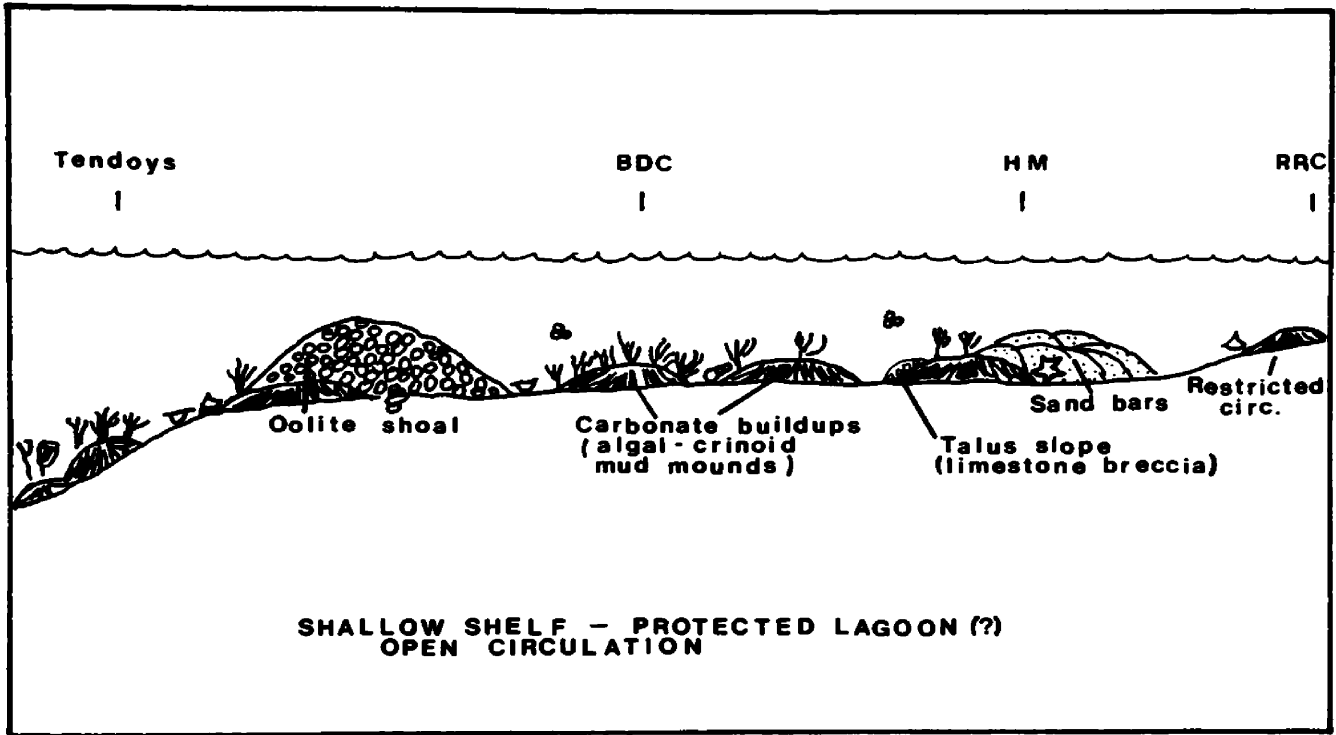 Tendoys
BDC
HM
RRC
Oolite shoal
Carbonate buildups
(algal-crinoid
mud mounds)
Talus slope
(limestone breccia)
Sand bars
Restricted
circ.
SHALLOW SHELF — PROTECTED LAGOON (?)
OPEN CIRCULATION